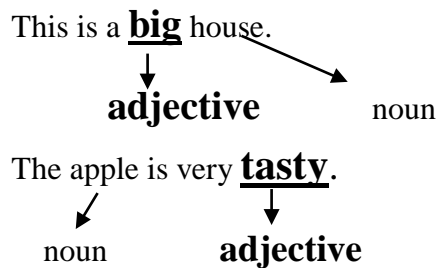 This is a big house.
adjective noun
The apple is very tasty.
noun adjective